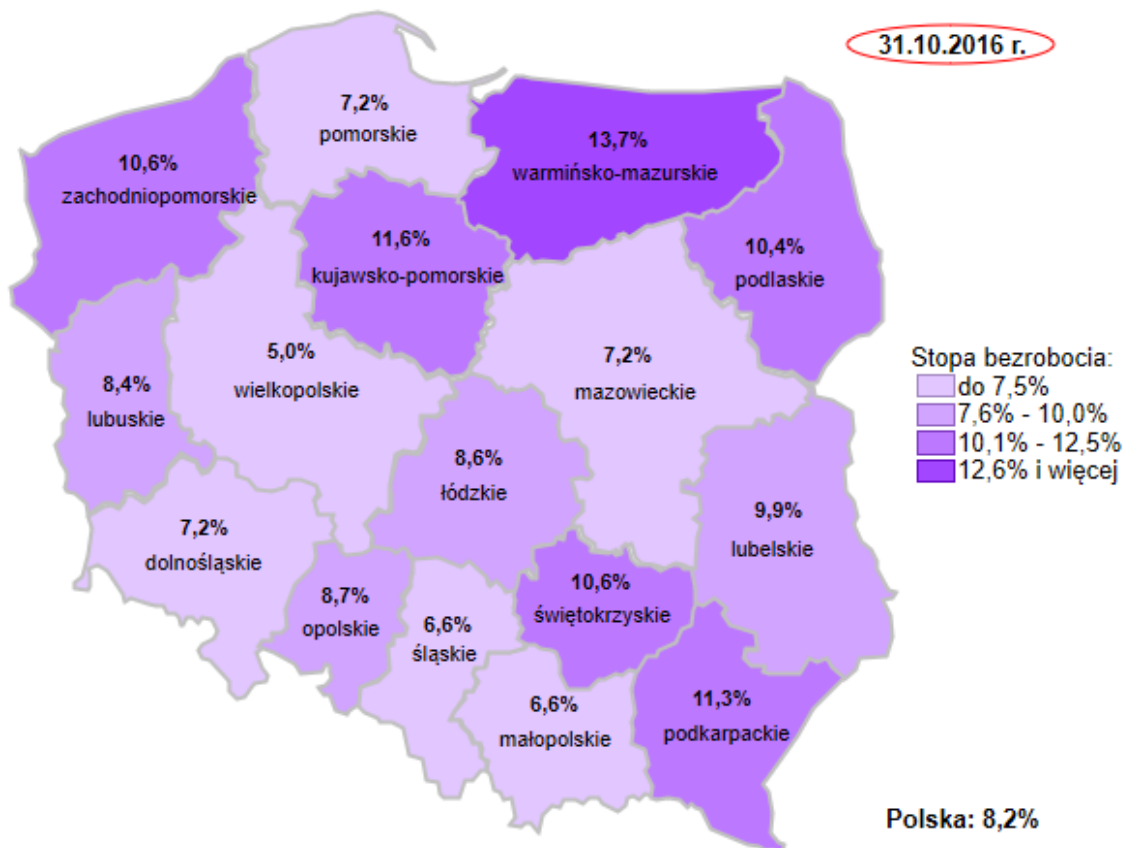 31.10.2016 r.
7,2%
pomorskie
13,7%
warmińsko-mazurskie
10,6%
zachodniopomorskie
11,6%
kujawsko-pomorskie
10,4%
podlaskie
5,0%
wielkopolskie
7,2%
mazowieckie
8,4%
lubuskie
8,6%
łódzkie
9,9%
lubelskie
7,2%
dolnośląskie
8,7%
opolskie
6,6%
śląskie
10,6%
świętokrzyskie
6,6%
małopolskie
11,3%
podkarpackie
Stopa bezrobocia:
do 7,5%
7,6% - 10,0%
10,1% - 12,5%
12,6% i więcej
Polska: 8,2%